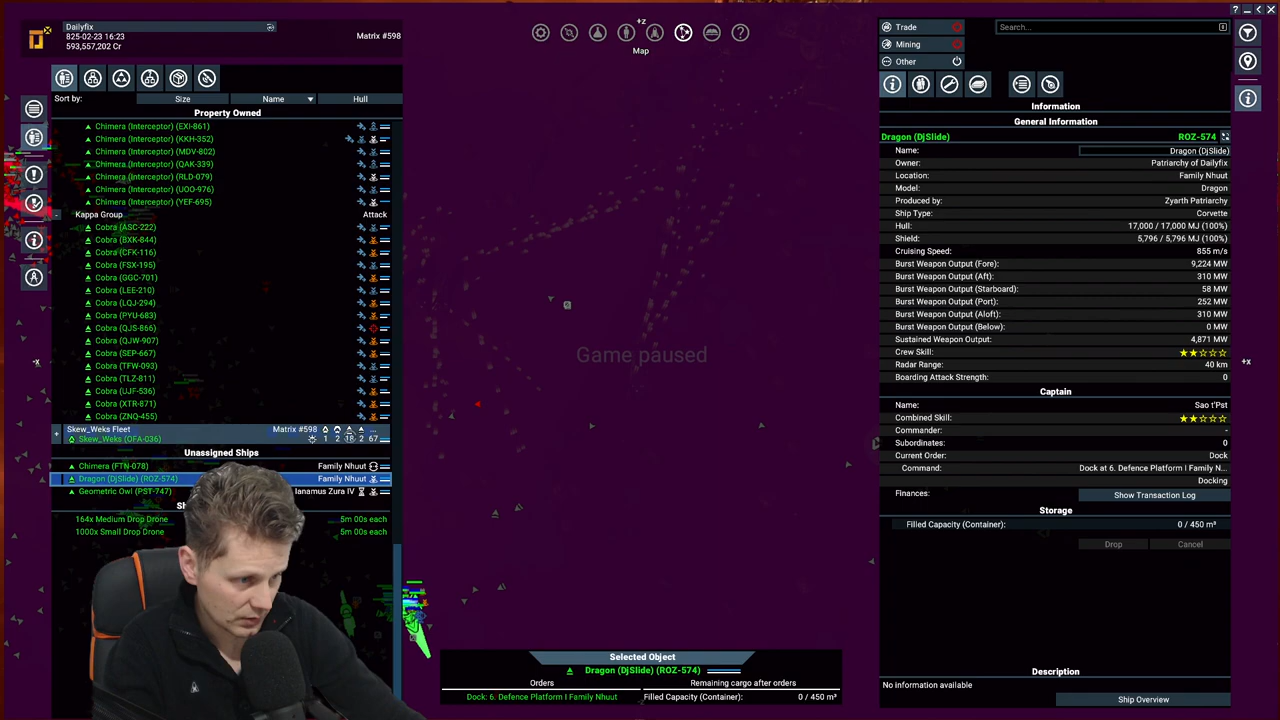 Dailyfix
825-02-23 16:23
593,557,202 Cr
Matrix #598
+Z
Map
Trade
Mining
Other
Search...
Sort by:
Size
Name
Hull
Property Owned
Chimera (Interceptor) (EXI-861)
Chimera (Interceptor) (KKH-352)
Chimera (Interceptor) (MDV-802)
Chimera (Interceptor) (QAK-339)
Chimera (Interceptor) (RLD-079)
Chimera (Interceptor) (UOO-976)
Chimera (Interceptor) (YEF-695)
- Kappa Group Attack
Cobra (ASC-222)
Cobra (BXK-844)
Cobra (CFK-116)
Cobra (FSX-195)
Cobra (GGC-701)
Cobra (LEE-210)
Cobra (LQJ-294)
Cobra (PYU-683)
Cobra (QJS-866)
Cobra (QJW-907)
Cobra (SEP-667)
Cobra (TFW-093)
Cobra (TLZ-811)
Cobra (UJF-536)
Cobra (XTR-871)
Cobra (ZNQ-455)
Skew_Weks Fleet Matrix #598
+ Skew_Weks (OFA-036) 1 2 18 2 67
Unassigned Ships
Chimera (FTN-078) Family Nhuut
Dragon (DjSlide) (ROZ-574) Family Nhuut
Geometric Owl (PST-747) Ianamus Zura IV
164x Medium Drop Drone 5m 00s each
1000x Small Drop Drone 5m 00s each
-X
Game paused
+X
Selected Object
Dragon (DjSlide) (ROZ-574)
Orders
Remaining cargo after orders
Dock: 6. Defence Platform I Family Nhuut
Filled Capacity (Container): 0 / 450 m³
Information
General Information
Dragon (DjSlide) ROZ-574
Name: Dragon (DjSlide)
Owner: Patriarchy of Dailyfix
Location: Family Nhuut
Model: Dragon
Produced by: Zyarth Patriarchy
Ship Type: Corvette
Hull: 17,000 / 17,000 MJ (100%)
Shield: 5,796 / 5,796 MJ (100%)
Cruising Speed: 855 m/s
Burst Weapon Output (Fore): 9,224 MW
Burst Weapon Output (Aft): 310 MW
Burst Weapon Output (Starboard): 58 MW
Burst Weapon Output (Port): 252 MW
Burst Weapon Output (Aloft): 310 MW
Burst Weapon Output (Below): 0 MW
Sustained Weapon Output: 4,871 MW
Crew Skill:
Radar Range: 40 km
Boarding Attack Strength: 0
Captain
Name: Sao t'Pst
Combined Skill:
Commander: -
Subordinates: 0
Current Order: Dock
Command: Dock at 6. Defence Platform I Family N...
Docking
Finances: Show Transaction Log
Storage
Filled Capacity (Container): 0 / 450 m³
Drop
Cancel
Description
No information available
Ship Overview